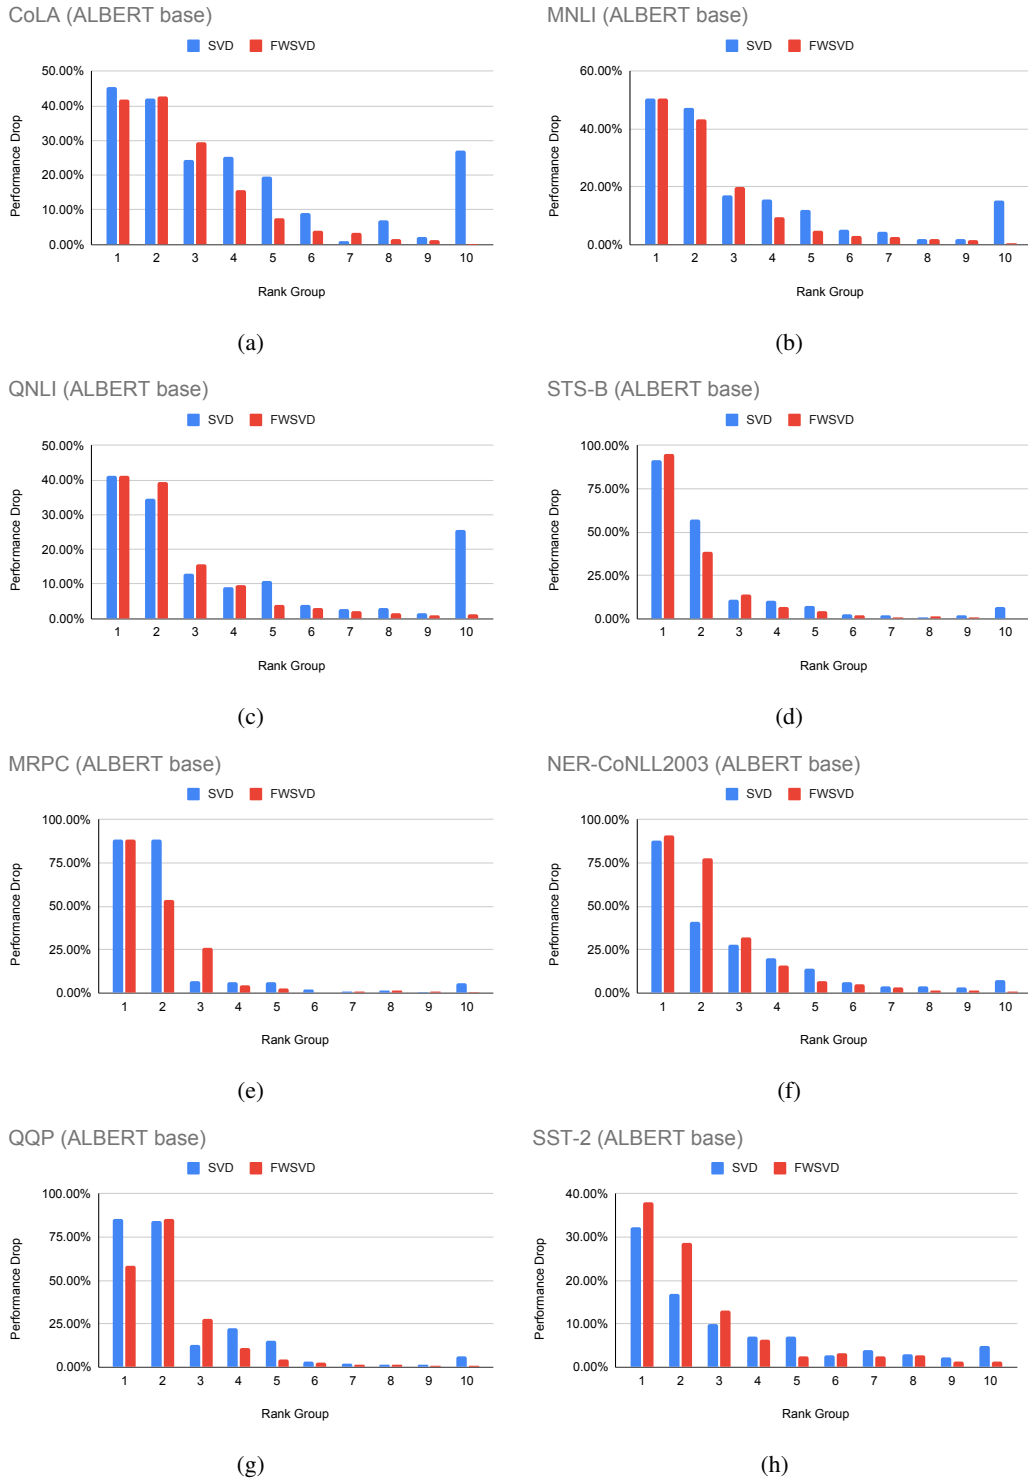 CoLA (ALBERT base)
SVD FWSVD
50.00%
40.00%
30.00%
20.00%
10.00%
0.00%
Performance Drop
1 2 3 4 5 6 7 8 9 10
Rank Group
(a)
MNLI (ALBERT base)
SVD FWSVD
60.00%
40.00%
20.00%
0.00%
Performance Drop
1 2 3 4 5 6 7 8 9 10
Rank Group
(b)
QNLI (ALBERT base)
SVD FWSVD
50.00%
40.00%
30.00%
20.00%
10.00%
0.00%
Performance Drop
1 2 3 4 5 6 7 8 9 10
Rank Group
(c)
STS-B (ALBERT base)
SVD FWSVD
100.00%
75.00%
50.00%
25.00%
0.00%
Performance Drop
1 2 3 4 5 6 7 8 9 10
Rank Group
(d)
MRPC (ALBERT base)
SVD FWSVD
100.00%
75.00%
50.00%
25.00%
0.00%
Performance Drop
1 2 3 4 5 6 7 8 9 10
Rank Group
(e)
NER-CoNLL2003 (ALBERT base)
SVD FWSVD
100.00%
75.00%
50.00%
25.00%
0.00%
Performance Drop
1 2 3 4 5 6 7 8 9 10
Rank Group
(f)
QQP (ALBERT base)
SVD FWSVD
100.00%
75.00%
50.00%
25.00%
0.00%
Performance Drop
1 2 3 4 5 6 7 8 9 10
Rank Group
(g)
SST-2 (ALBERT base)
SVD FWSVD
40.00%
30.00%
20.00%
10.00%
0.00%
Performance Drop
1 2 3 4 5 6 7 8 9 10
Rank Group
(h)